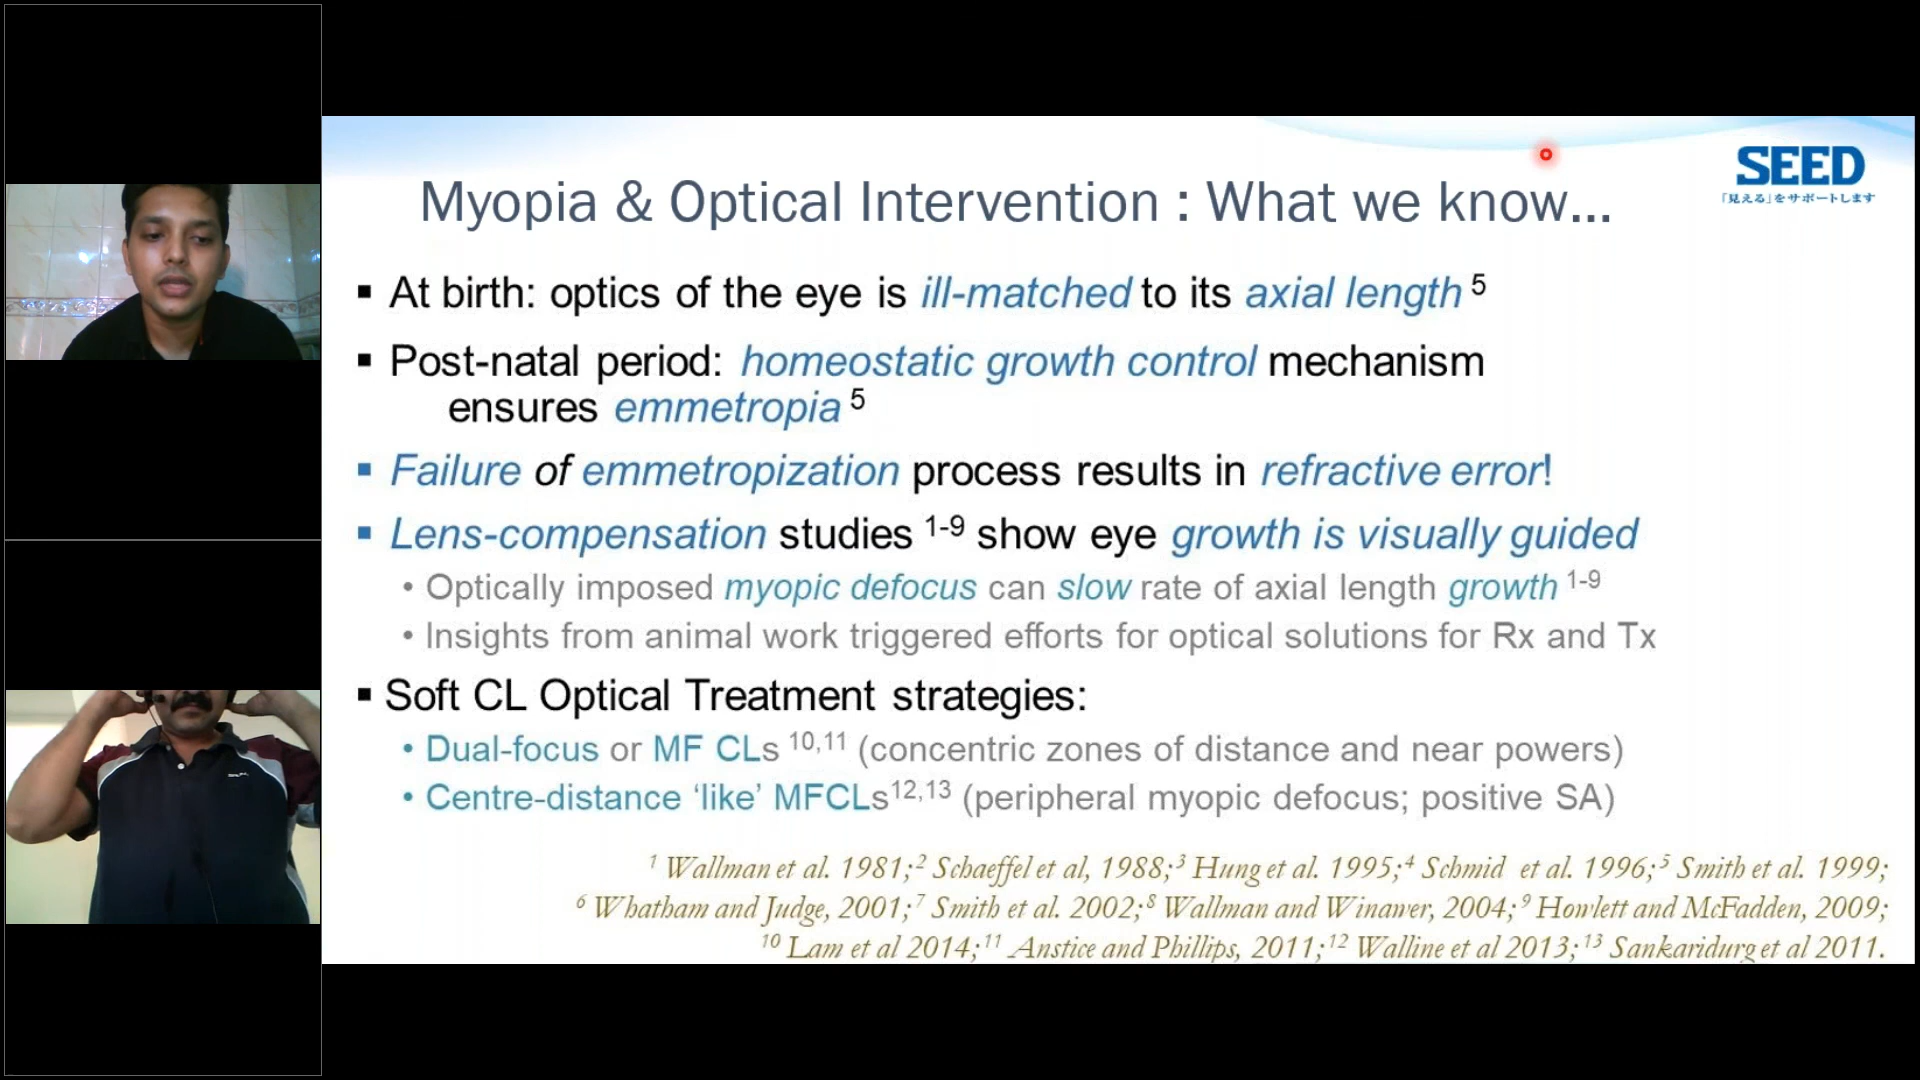 SEED
「見える」をサポートします
Myopia & Optical Intervention : What we know...
▪ At birth: optics of the eye is ill-matched to its axial length 5
▪ Post-natal period: homeostatic growth control mechanism
ensures emmetropia 5
▪ Failure of emmetropization process results in refractive error!
▪ Lens-compensation studies 1-9 show eye growth is visually guided
• Optically imposed myopic defocus can slow rate of axial length growth 1-9
• Insights from animal work triggered efforts for optical solutions for Rx and Tx
▪ Soft CL Optical Treatment strategies:
• Dual-focus or MF CLs 10,11 (concentric zones of distance and near powers)
• Centre-distance ‘like’ MFCLs12,13 (peripheral myopic defocus; positive SA)
1 Wallman et al. 1981;2 Schaeffel et al, 1988;3 Hung et al. 1995;4 Schmid et al. 1996;5 Smith et al. 1999;
6 Whatham and Judge, 2001;7 Smith et al. 2002;8 Wallman and Winawer, 2004;9 Howlett and McFadden, 2009;
10 Lam et al 2014;11 Anstice and Phillips, 2011;12 Walline et al 2013;13 Sankaridurg et al 2011.